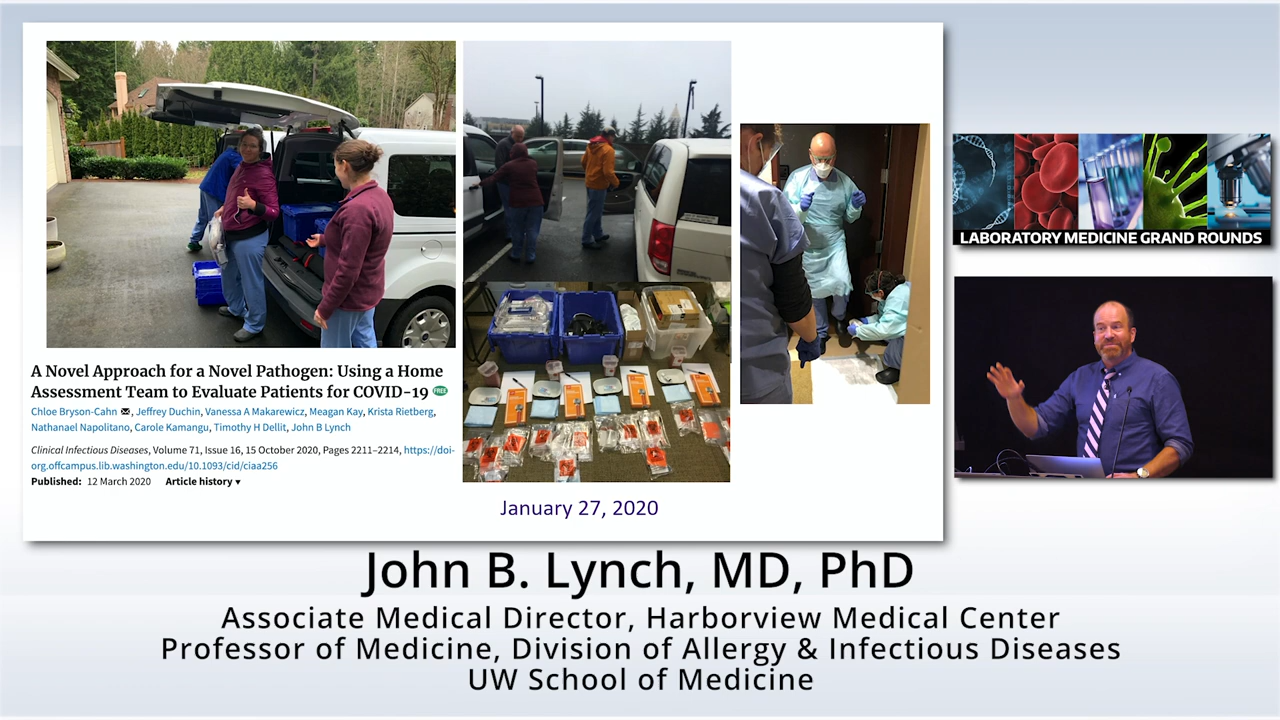 A Novel Approach for a Novel Pathogen: Using a Home
Assessment Team to Evaluate Patients for COVID-19 FREE
Chloe Bryson-Cahn, Jeffrey Duchin, Vanessa A Makarewicz, Meagan Kay, Krista Rietberg,
Nathanael Napolitano, Carole Kamangu, Timothy H Dellit, John B Lynch
Clinical Infectious Diseases, Volume 71, Issue 16, 15 October 2020, Pages 2211–2214, https://doi-
org.offcampus.lib.washington.edu/10.1093/cid/ciaa256
Published: 12 March 2020 Article history ▾
January 27, 2020
LABORATORY MEDICINE GRAND ROUNDS
John B. Lynch, MD, PhD
Associate Medical Director, Harborview Medical Center
Professor of Medicine, Division of Allergy & Infectious Diseases
UW School of Medicine